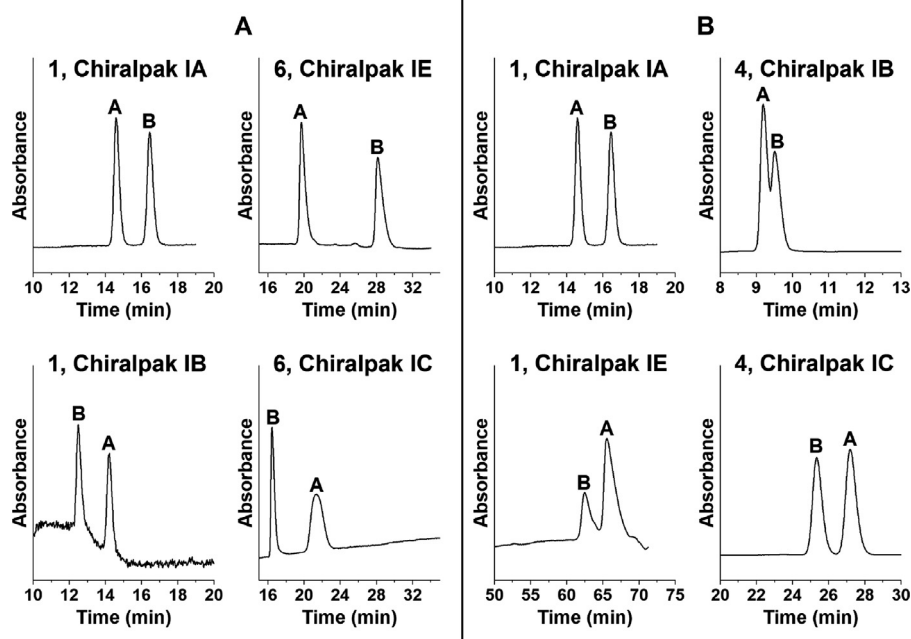 A
1, Chiralpak IA
A
B
Absorbance
10 12 14 16 18 20
Time (min)
6, Chiralpak IE
A
B
Absorbance
16 20 24 28 32
Time (min)
1, Chiralpak IB
B
A
Absorbance
10 12 14 16 18 20
Time (min)
6, Chiralpak IC
B
A
Absorbance
16 20 24 28 32
Time (min)
B
1, Chiralpak IA
A
B
Absorbance
10 12 14 16 18 20
Time (min)
4, Chiralpak IB
A
B
Absorbance
8 9 10 11 12 13
Time (min)
1, Chiralpak IE
B
A
Absorbance
50 55 60 65 70 75
Time (min)
4, Chiralpak IC
B
A
Absorbance
20 22 24 26 28 30
Time (min)